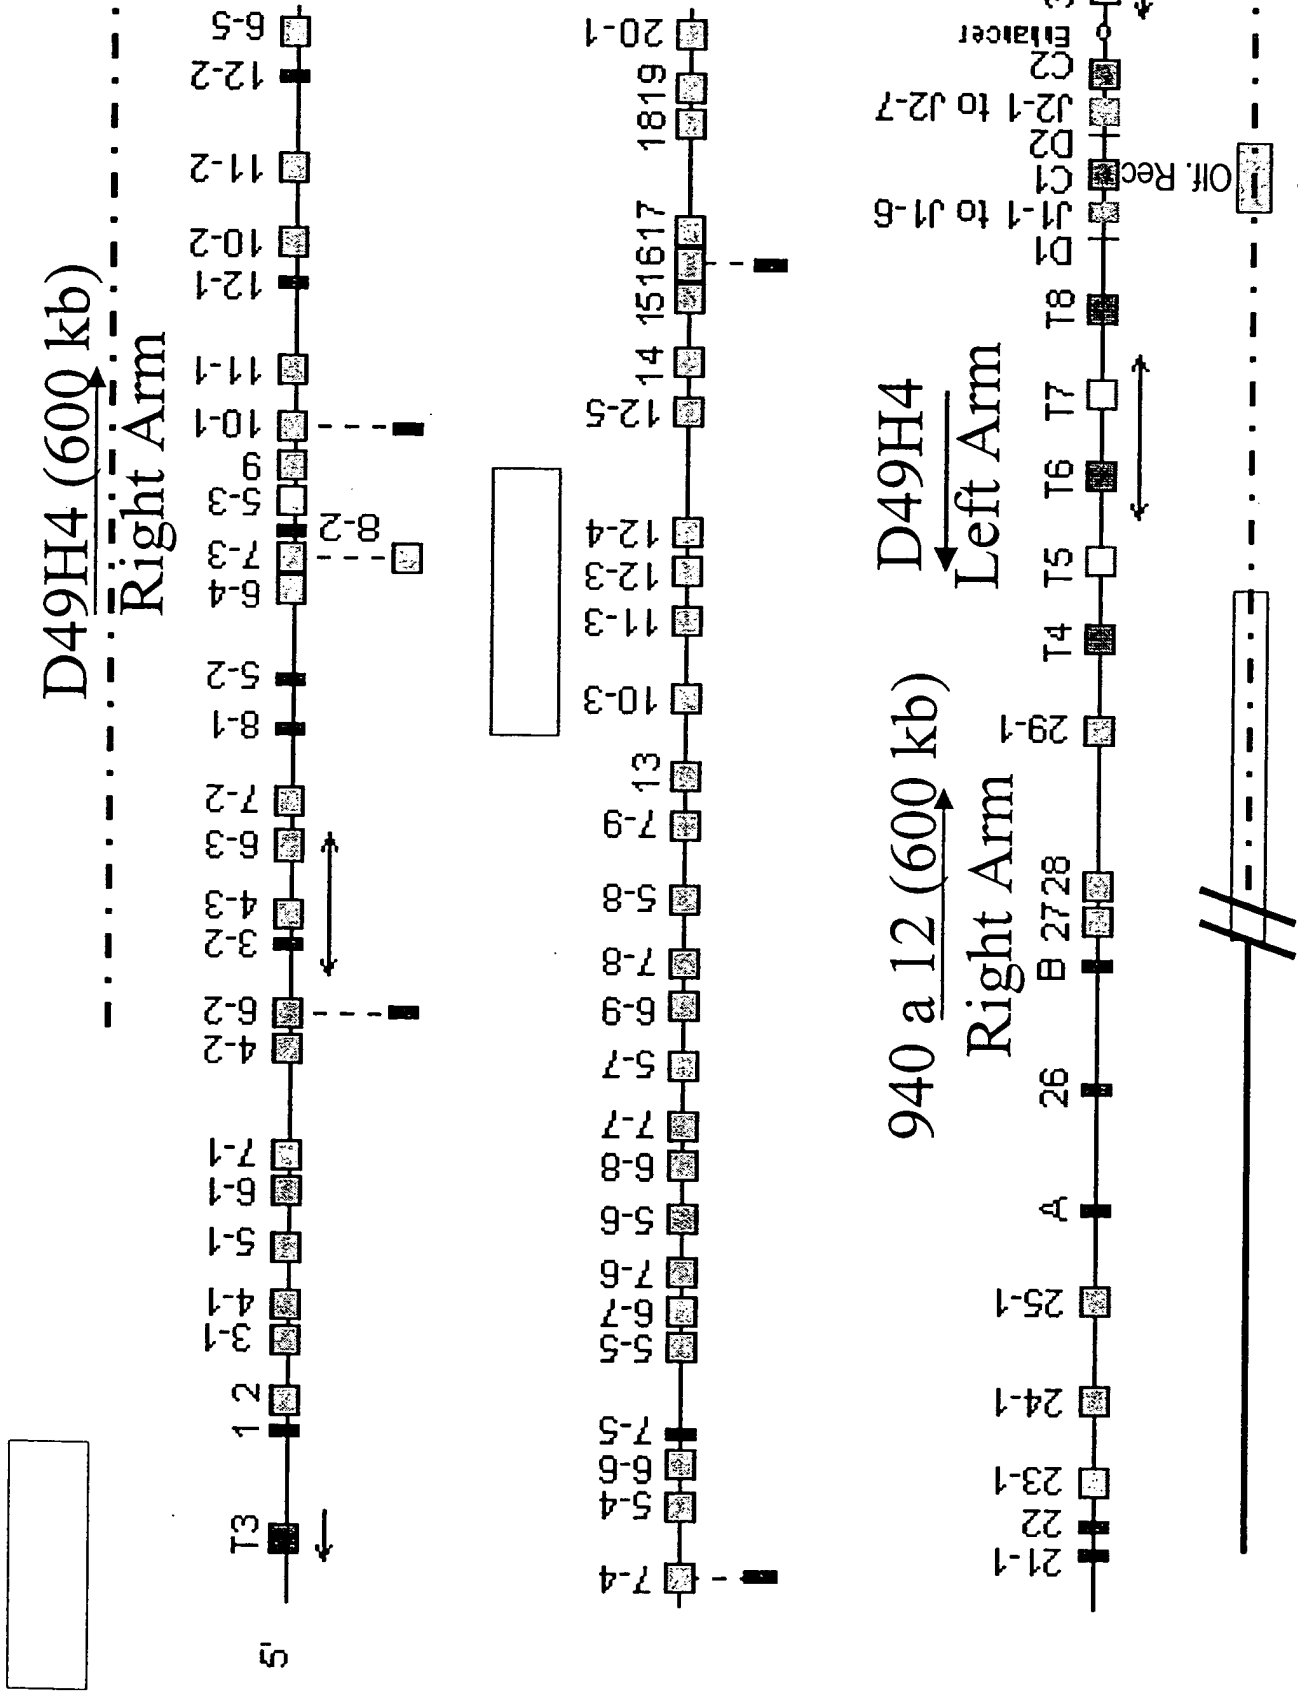 D49H4 (600 kb)
Right Arm
5' T3 1 2 3-1 4-1 5-1 6-1 7-1 4-2 6-2 3-2 4-3 6-3 7-2 8-1 5-2 6-4 7-3 5-3 9 10-1 11-1 12-1 10-2 11-2 12-2 6-5
8-2
7-4 5-4 6-6 7-5 5-5 6-7 7-6 5-6 6-8 7-7 5-7 6-9 7-8 5-8 7-9 13 10-3 11-3 12-3 12-4 12-5 14 15 16 17 18 19 20-1
940 a 12 (600 kb) D49H4
Right Arm Left Arm
21-1 22 23-1 24-1 25-1 A 26 B 27 28 29-1 T4 T5 T6 T7 T8 D1 J1-1 to J1-6 C1 D2 J2-1 to J2-7 C2 Enhancer
Off. Rec